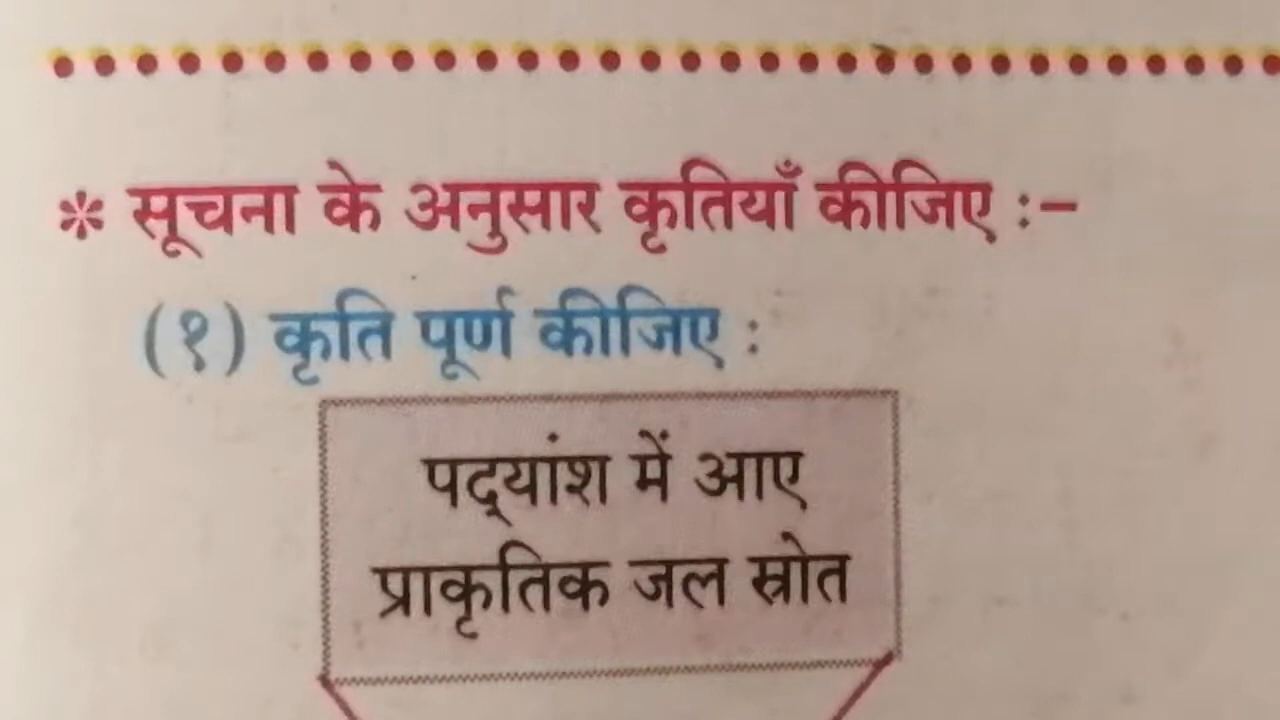 * सूचना के अनुसार कृतियाँ कीजिए :-
(१) कृति पूर्ण कीजिए :
पद्‌यांश में आए
प्राकृतिक जल स्रोत